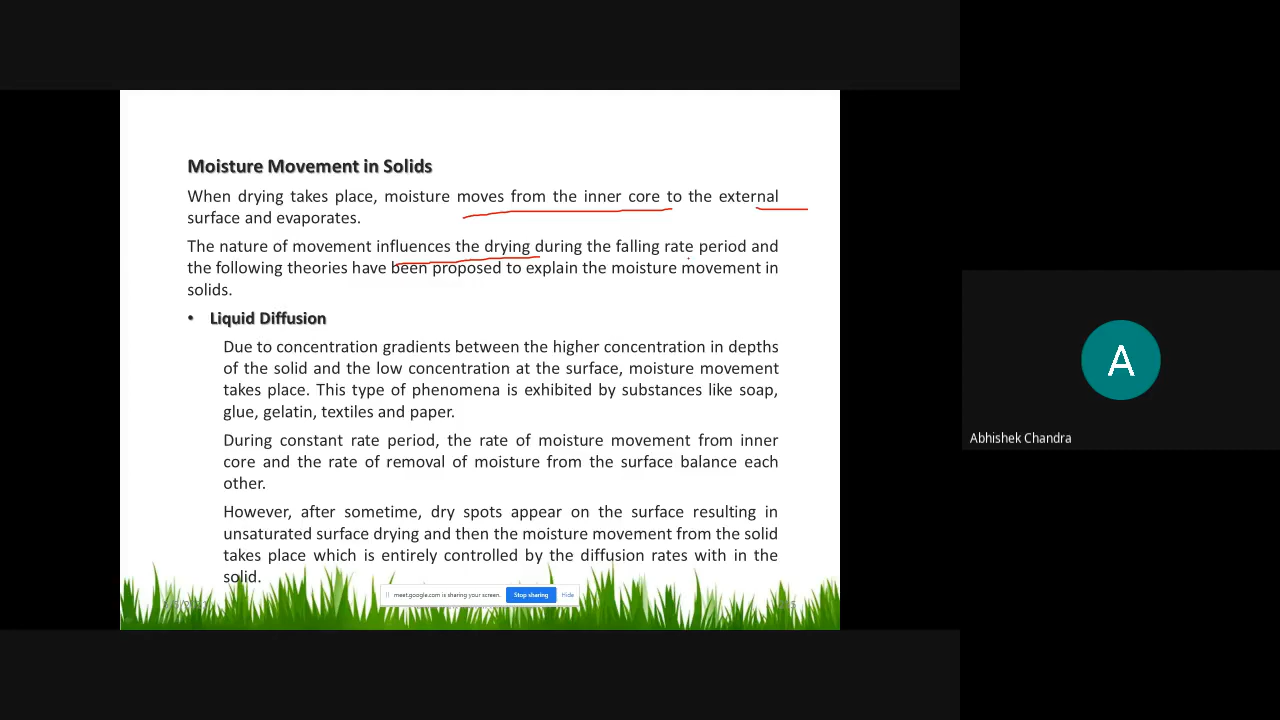 Moisture Movement in Solids
When drying takes place, moisture moves from the inner core to the external
surface and evaporates.
The nature of movement influences the drying during the falling rate period and
the following theories have been proposed to explain the moisture movement in
solids.
• Liquid Diffusion
Due to concentration gradients between the higher concentration in depths
of the solid and the low concentration at the surface, moisture movement
takes place. This type of phenomena is exhibited by substances like soap,
glue, gelatin, textiles and paper.
During constant rate period, the rate of moisture movement from inner
core and the rate of removal of moisture from the surface balance each
other.
However, after sometime, dry spots appear on the surface resulting in
unsaturated surface drying and then the moisture movement from the solid
takes place which is entirely controlled by the diffusion rates with in the
solid.
meet.google.com is sharing your screen.
Stop sharing
Hide
A
Abhishek Chandra